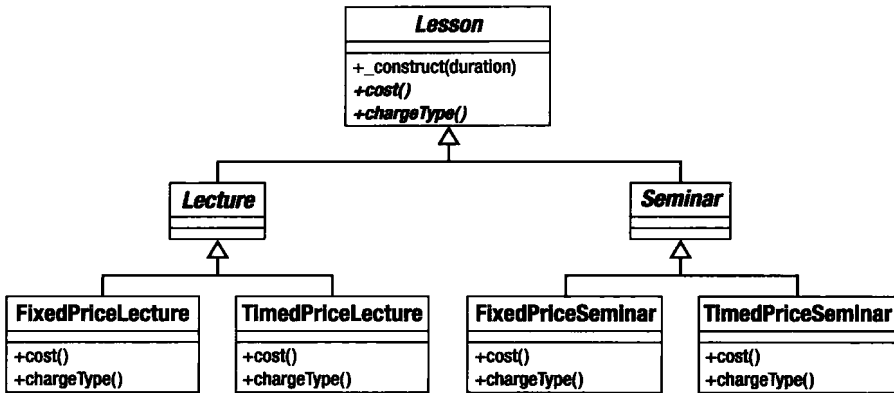 Lesson
+_construct(duration)
+cost()
+chargeType()
Lecture
Seminar
FixedPriceLecture
+cost()
+chargeType()
TimedPriceLecture
+cost()
+chargeType()
FixedPriceSeminar
+cost()
+chargeType()
TimedPriceSeminar
+cost()
+chargeType()